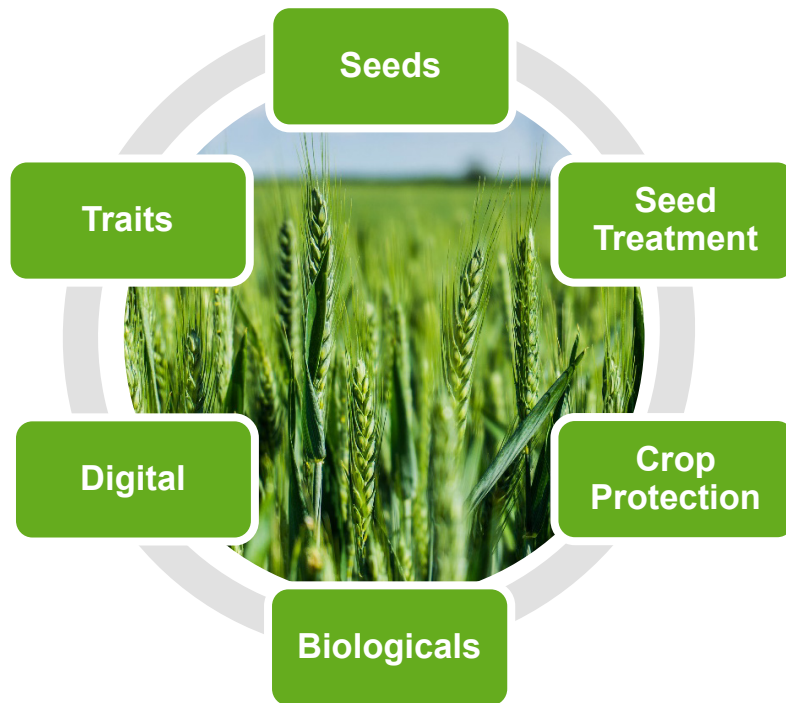 Seeds
Seed
Treatment
Crop
Protection
Biologicals
Digital
Traits